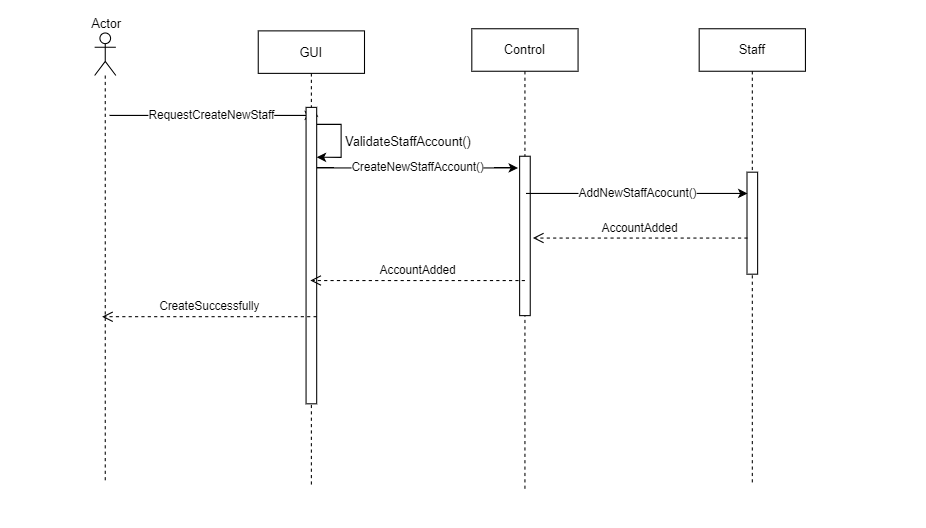 Actor
GUI
Control
Staff
RequestCreateNewStaff
ValidateStaffAccount()
CreateNewStaffAccount()
AddNewStaffAcocunt()
AccountAdded
AccountAdded
CreateSuccessfully